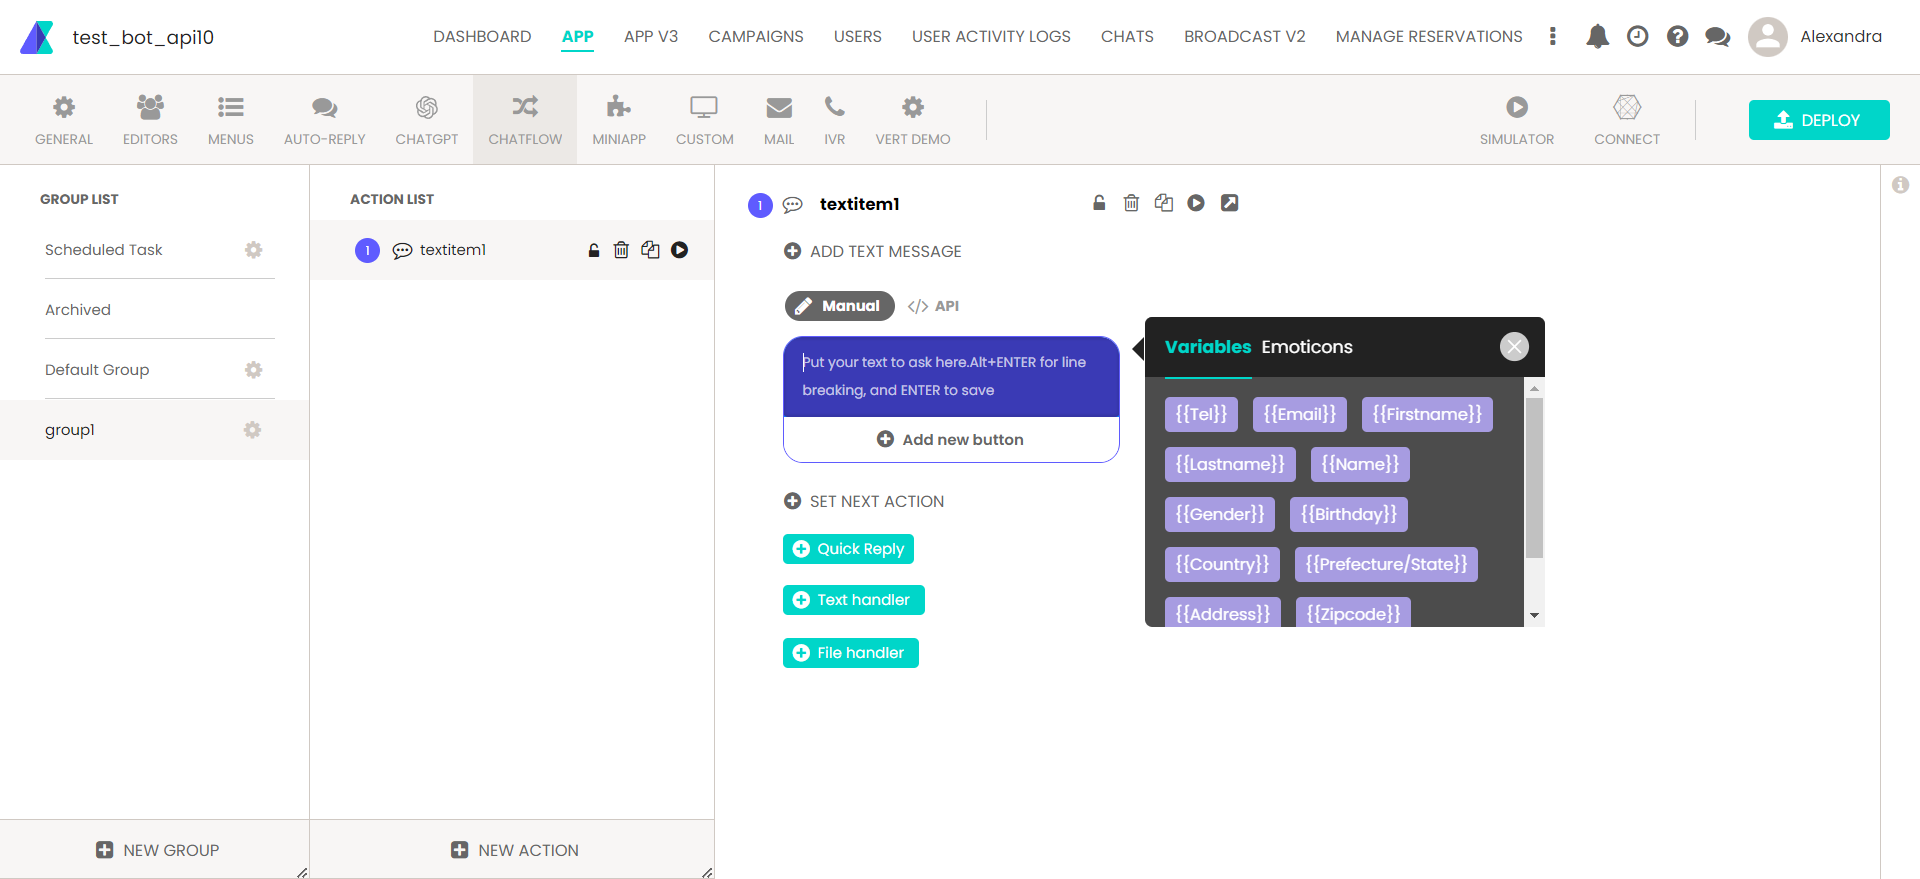 test_bot_api10
DASHBOARD APP APP V3 CAMPAIGNS USERS USER ACTIVITY LOGS CHATS BROADCAST V2 MANAGE RESERVATIONS Alexandra
GENERAL EDITORS MENUS AUTO-REPLY CHATGPT CHATFLOW MINIAPP CUSTOM MAIL IVR VERT DEMO SIMULATOR CONNECT DEPLOY
GROUP LIST
Scheduled Task
Archived
Default Group
group1
NEW GROUP
ACTION LIST
1 textitem1
NEW ACTION
1 textitem1
ADD TEXT MESSAGE
Manual </> API
Put your text to ask here.Alt+ENTER for line
breaking, and ENTER to save
Add new button
SET NEXT ACTION
Quick Reply
Text handler
File handler
Variables Emoticons
{{Tel}} {{Email}} {{Firstname}}
{{Lastname}} {{Name}}
{{Gender}} {{Birthday}}
{{Country}} {{Prefecture/State}}
{{Address}} {{Zipcode}}